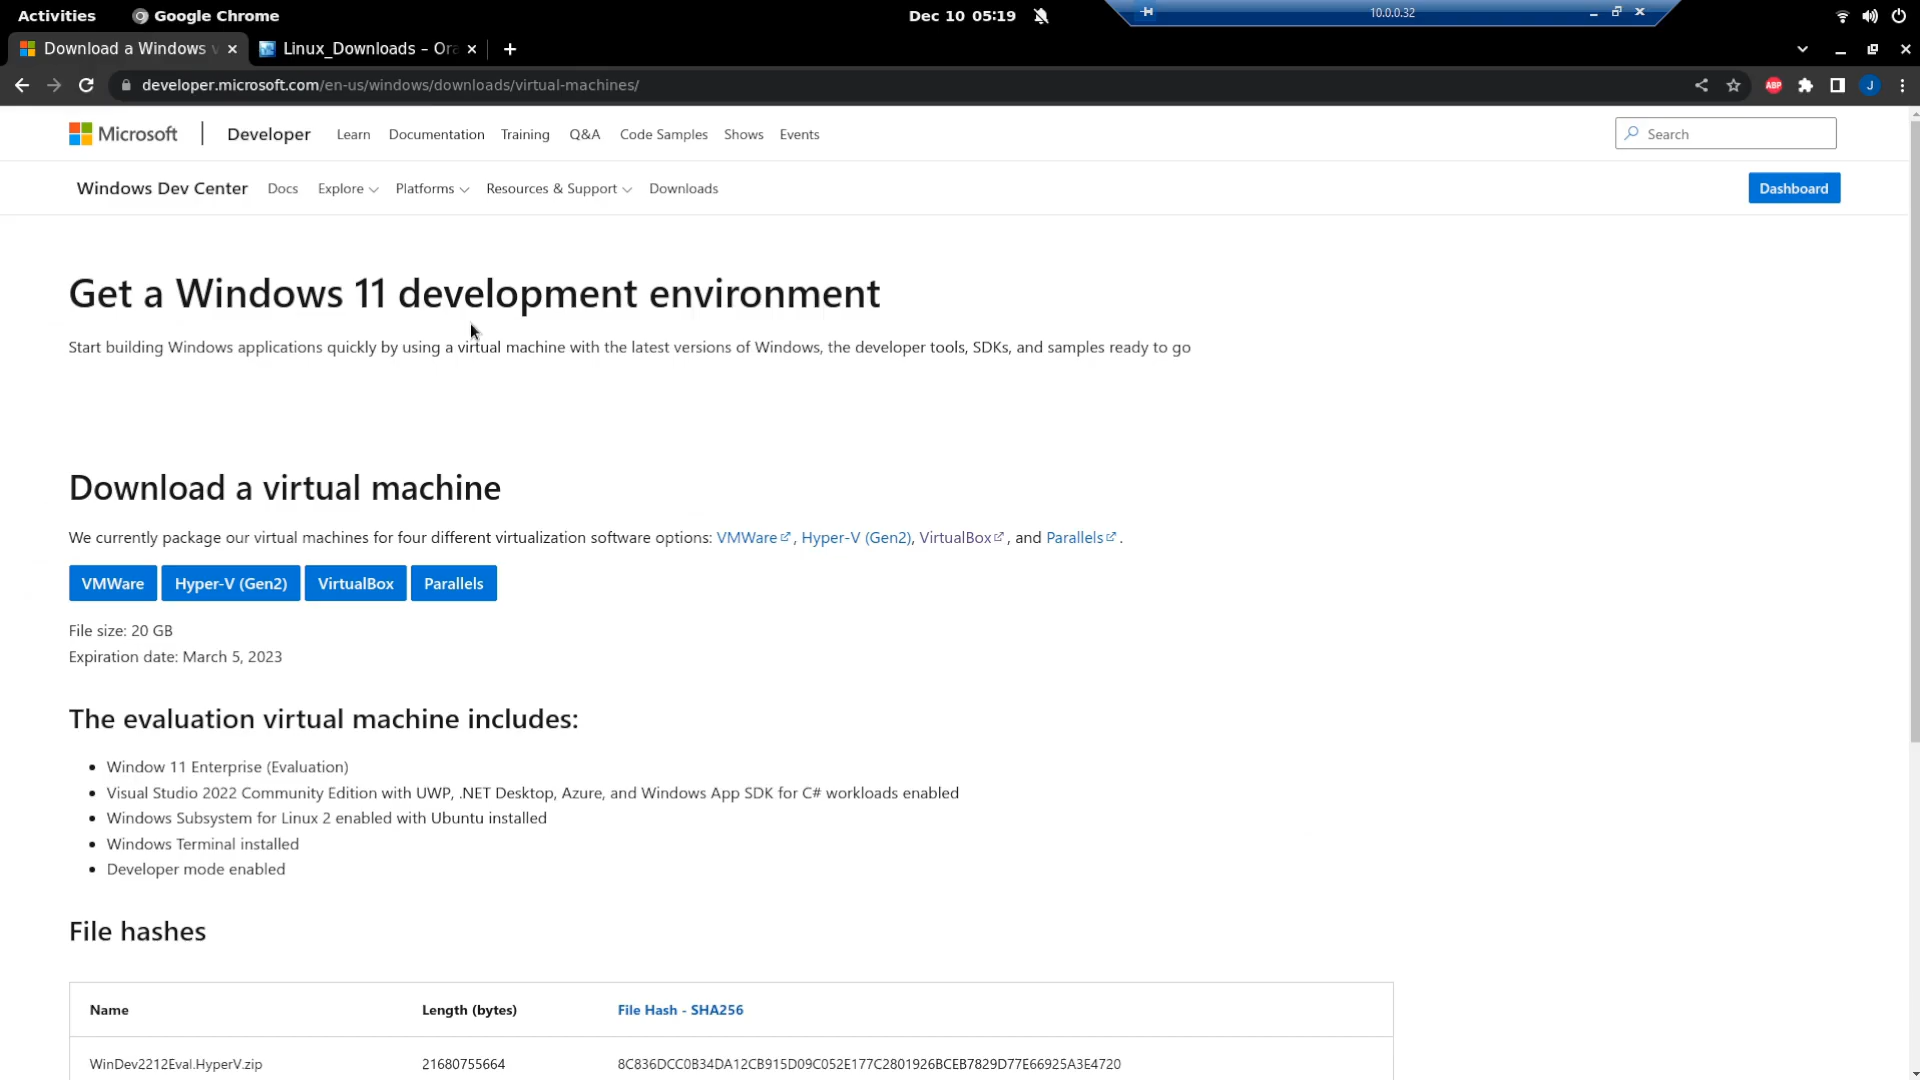 Activities Google Chrome Dec 10 05:19 10.0.0.32
Download a Windows Linux_Downloads – Ora
developer.microsoft.com/en-us/windows/downloads/virtual-machines/ ABP J
Microsoft Developer Learn Documentation Training Q&A Code Samples Shows Events Search
Windows Dev Center Docs Explore Platforms Resources & Support Downloads Dashboard
Get a Windows 11 development environment
Start building Windows applications quickly by using a virtual machine with the latest versions of Windows, the developer tools, SDKs, and samples ready to go
Download a virtual machine
We currently package our virtual machines for four different virtualization software options: VMWare, Hyper-V (Gen2), VirtualBox, and Parallels.
VMWare Hyper-V (Gen2) VirtualBox Parallels
File size: 20 GB
Expiration date: March 5, 2023
The evaluation virtual machine includes:
Window 11 Enterprise (Evaluation)
Visual Studio 2022 Community Edition with UWP, .NET Desktop, Azure, and Windows App SDK for C# workloads enabled
Windows Subsystem for Linux 2 enabled with Ubuntu installed
Windows Terminal installed
Developer mode enabled
File hashes
Name Length (bytes) File Hash - SHA256
WinDev2212Eval.HyperV.zip 21680755664 8C836DCC0B34DA12CB915D09C052E177C2801926BCEB7829D77E66925A3E4720